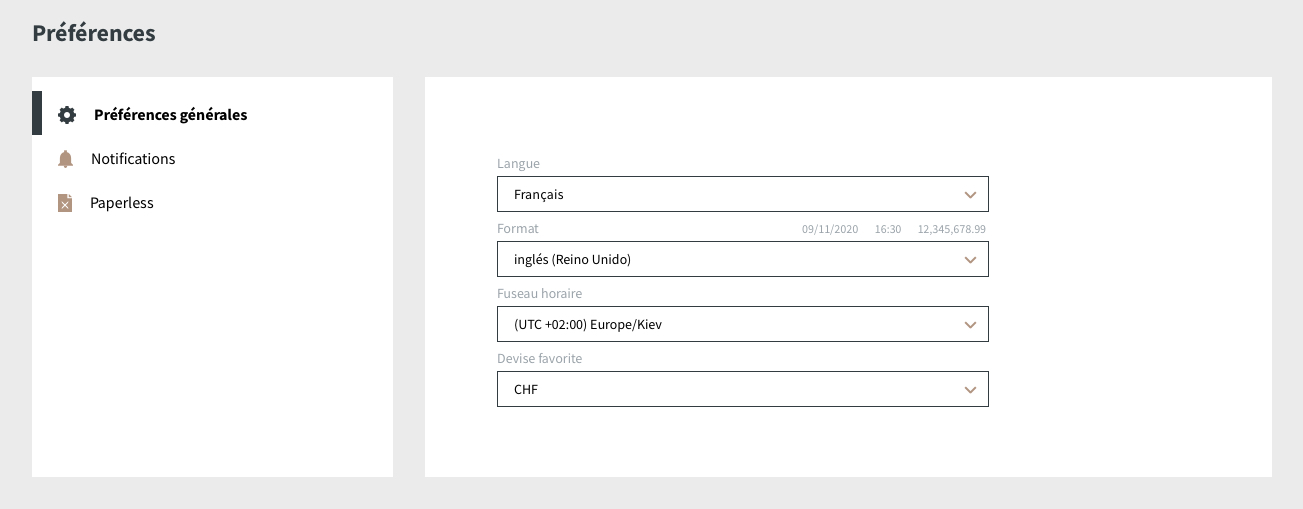 Préférences
Préférences générales
Notifications
Paperless
Langue
Français
Format 09/11/2020 16:30 12,345,678.99
inglés (Reino Unido)
Fuseau horaire
(UTC +02:00) Europe/Kiev
Devise favorite
CHF